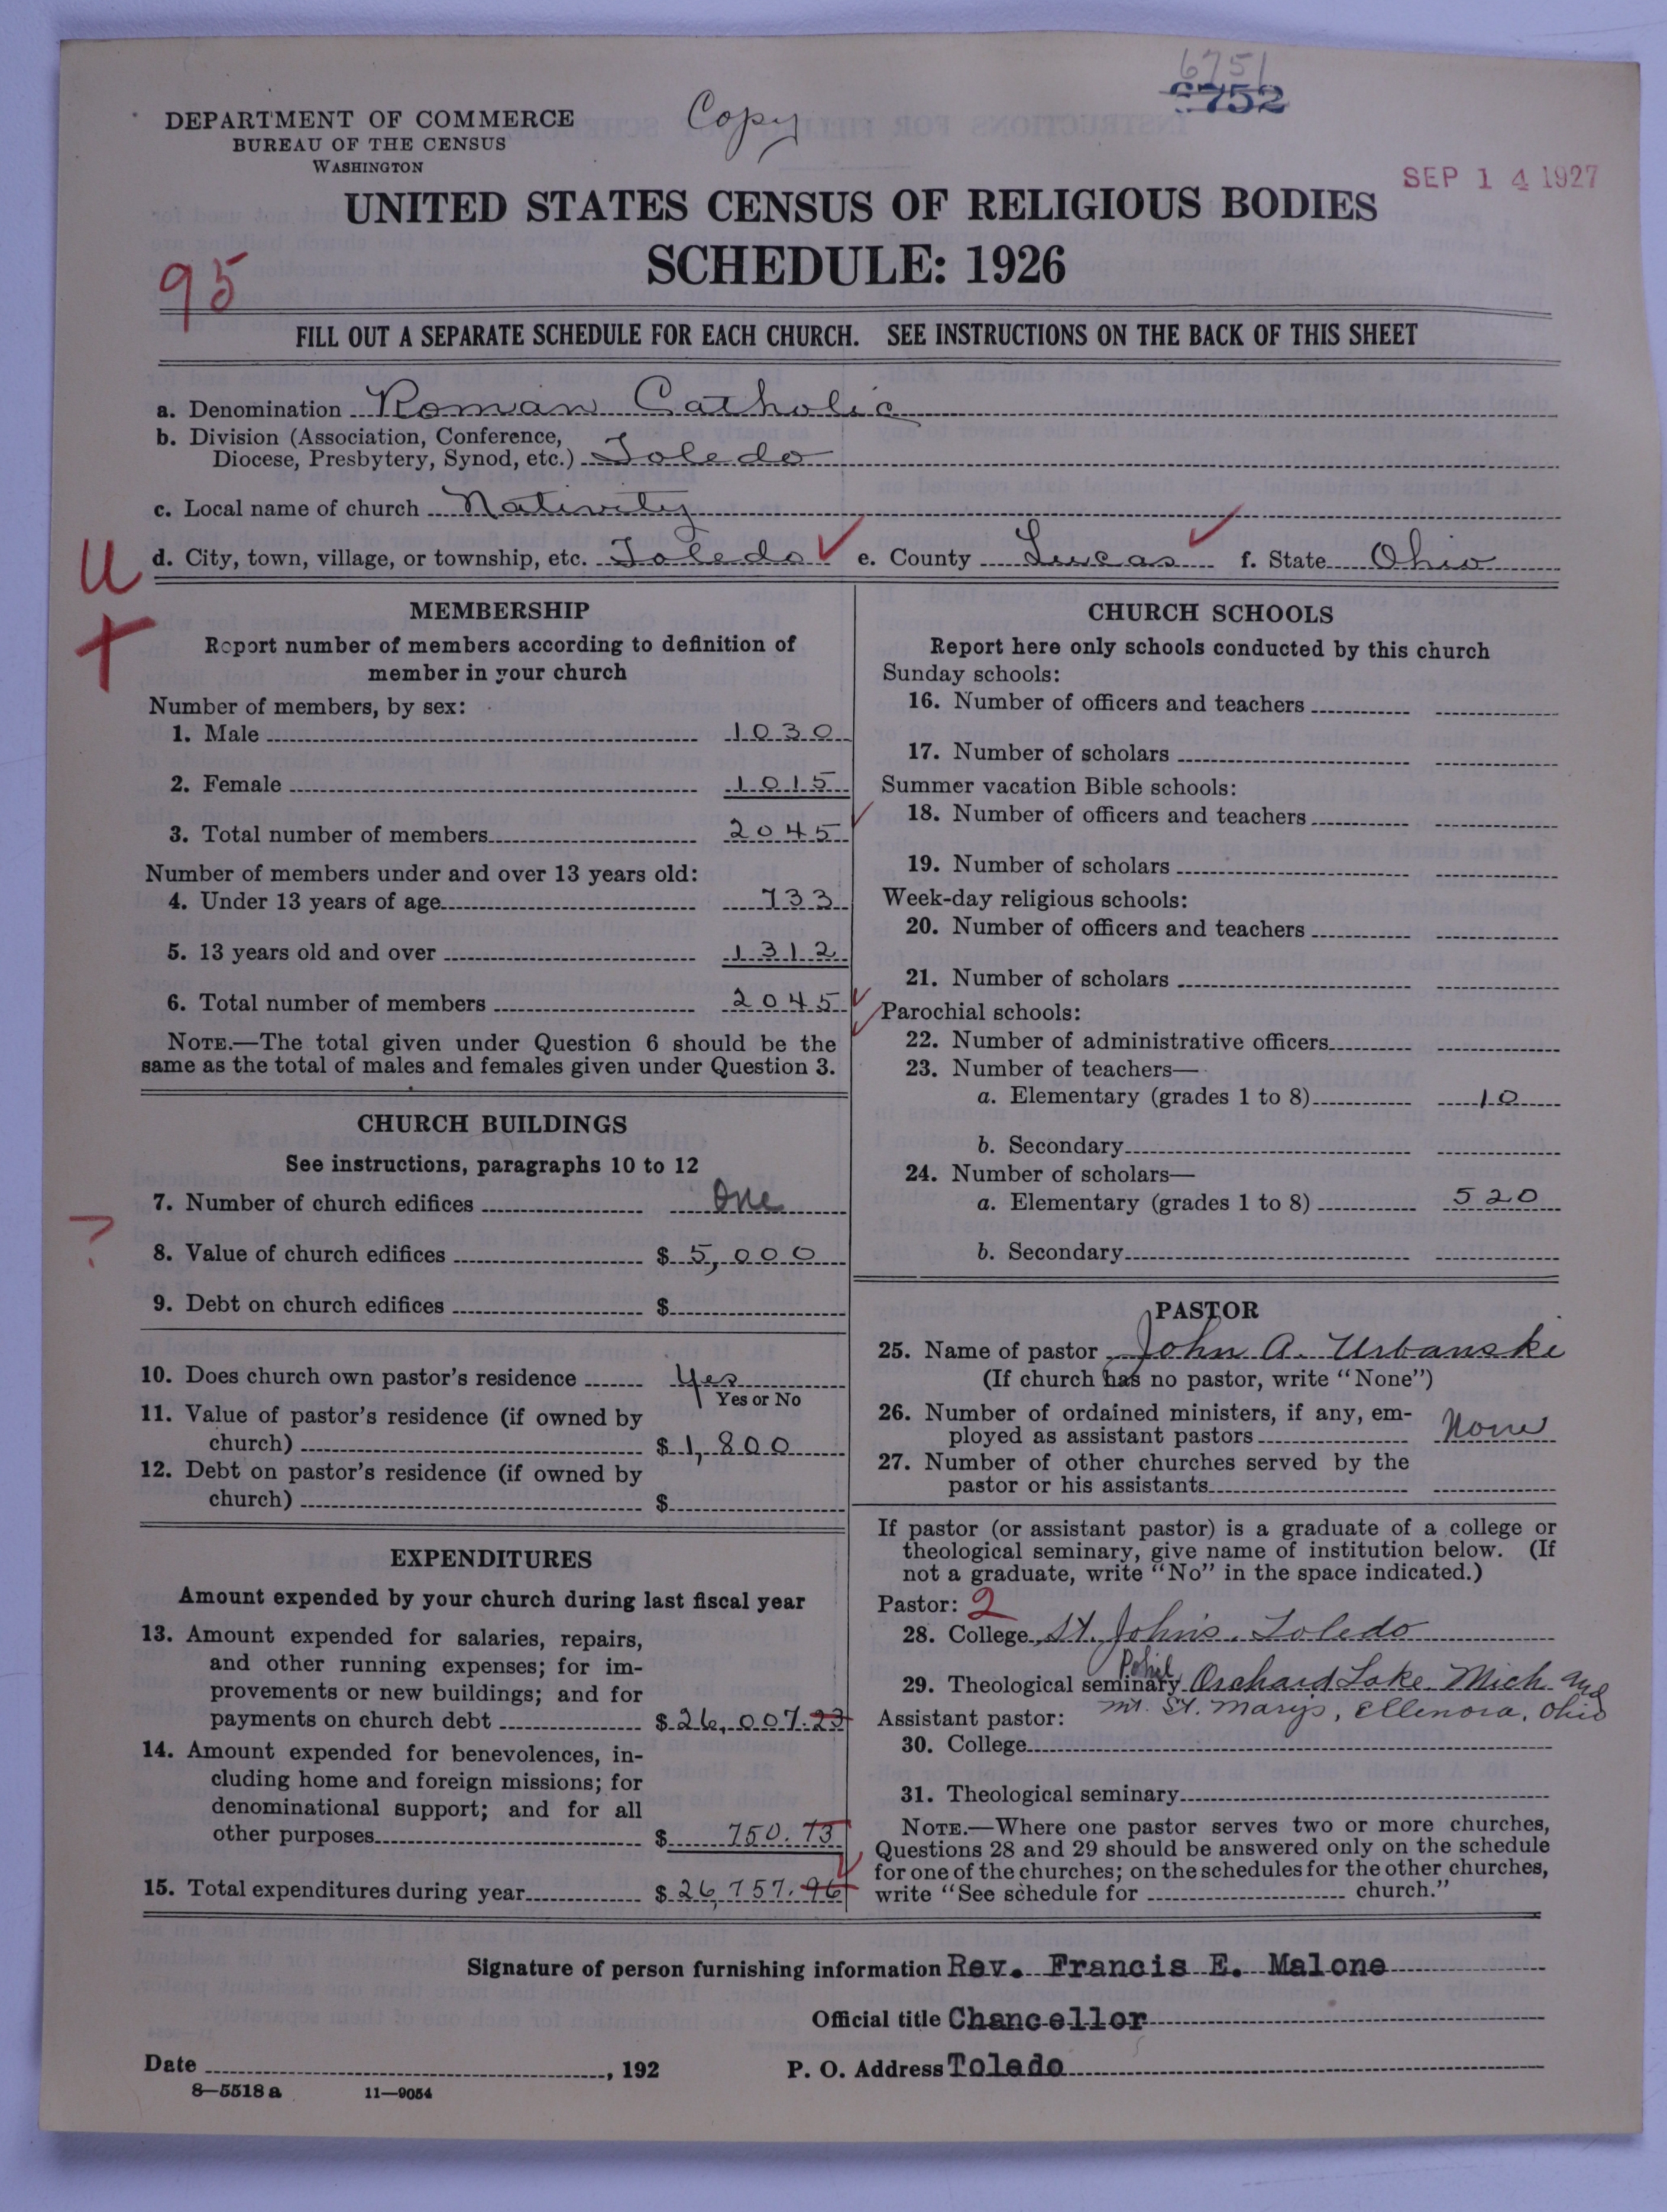 6751
752
DEPARTMENT OF COMMERCE
BUREAU OF THE CENSUS
WASHINGTON
Copy
SEP 14 1927
UNITED STATES CENSUS OF RELIGIOUS BODIES
SCHEDULE: 1926
95
FILL OUT A SEPARATE SCHEDULE FOR EACH CHURCH. SEE INSTRUCTIONS ON THE BACK OF THIS SHEET
a. Denomination Roman Catholic
b. Division (Association, Conference,
Diocese, Presbytery, Synod, etc.) Toledo
c. Local name of church Nativity
U
d. City, town, village, or township, etc. Toledo e. County Lucas f. State Ohio
MEMBERSHIP
Report number of members according to definition of
member in your church
Number of members, by sex:
1. Male 1030
2. Female 1015
3. Total number of members 2045
Number of members under and over 13 years old:
4. Under 13 years of age 733
5. 13 years old and over 1312
6. Total number of members 2045
NOTE.—The total given under Question 6 should be the
same as the total of males and females given under Question 3.
CHURCH BUILDINGS
See instructions, paragraphs 10 to 12
7. Number of church edifices One
?
8. Value of church edifices $ 5,000
9. Debt on church edifices $
10. Does church own pastor's residence Yes
Yes or No
11. Value of pastor's residence (if owned by
church) $ 1,800
12. Debt on pastor's residence (if owned by
church) $
EXPENDITURES
Amount expended by your church during last fiscal year
13. Amount expended for salaries, repairs,
and other running expenses; for im-
provements or new buildings; and for
payments on church debt $ 26,007.23
14. Amount expended for benevolences, in-
cluding home and foreign missions; for
denominational support; and for all
other purposes $ 750.73
15. Total expenditures during year $ 26,757.96
CHURCH SCHOOLS
Report here only schools conducted by this church
Sunday schools:
16. Number of officers and teachers
17. Number of scholars
Summer vacation Bible schools:
18. Number of officers and teachers
19. Number of scholars
Week-day religious schools:
20. Number of officers and teachers
21. Number of scholars
Parochial schools:
22. Number of administrative officers
23. Number of teachers—
a. Elementary (grades 1 to 8) 10
b. Secondary
24. Number of scholars—
a. Elementary (grades 1 to 8) 520
b. Secondary
PASTOR
25. Name of pastor John A. Urbanski
(If church has no pastor, write "None")
26. Number of ordained ministers, if any, em-
ployed as assistant pastors None
27. Number of other churches served by the
pastor or his assistants
If pastor (or assistant pastor) is a graduate of a college or
theological seminary, give name of institution below. (If
not a graduate, write "No" in the space indicated.)
Pastor: 2
28. College St. John's, Toledo
29. Theological seminary Orchard Lake Mich and
Mt. St. Marys, Ohio
Assistant pastor:
30. College
31. Theological seminary
NOTE.—Where one pastor serves two or more churches,
Questions 28 and 29 should be answered only on the schedule
for one of the churches; on the schedules for the other churches,
write "See schedule for church."
Signature of person furnishing information Rev. Francis E. Malone
Official title Chancellor
Date , 192 P. O. Address Toledo
8—5518 a 11—9054